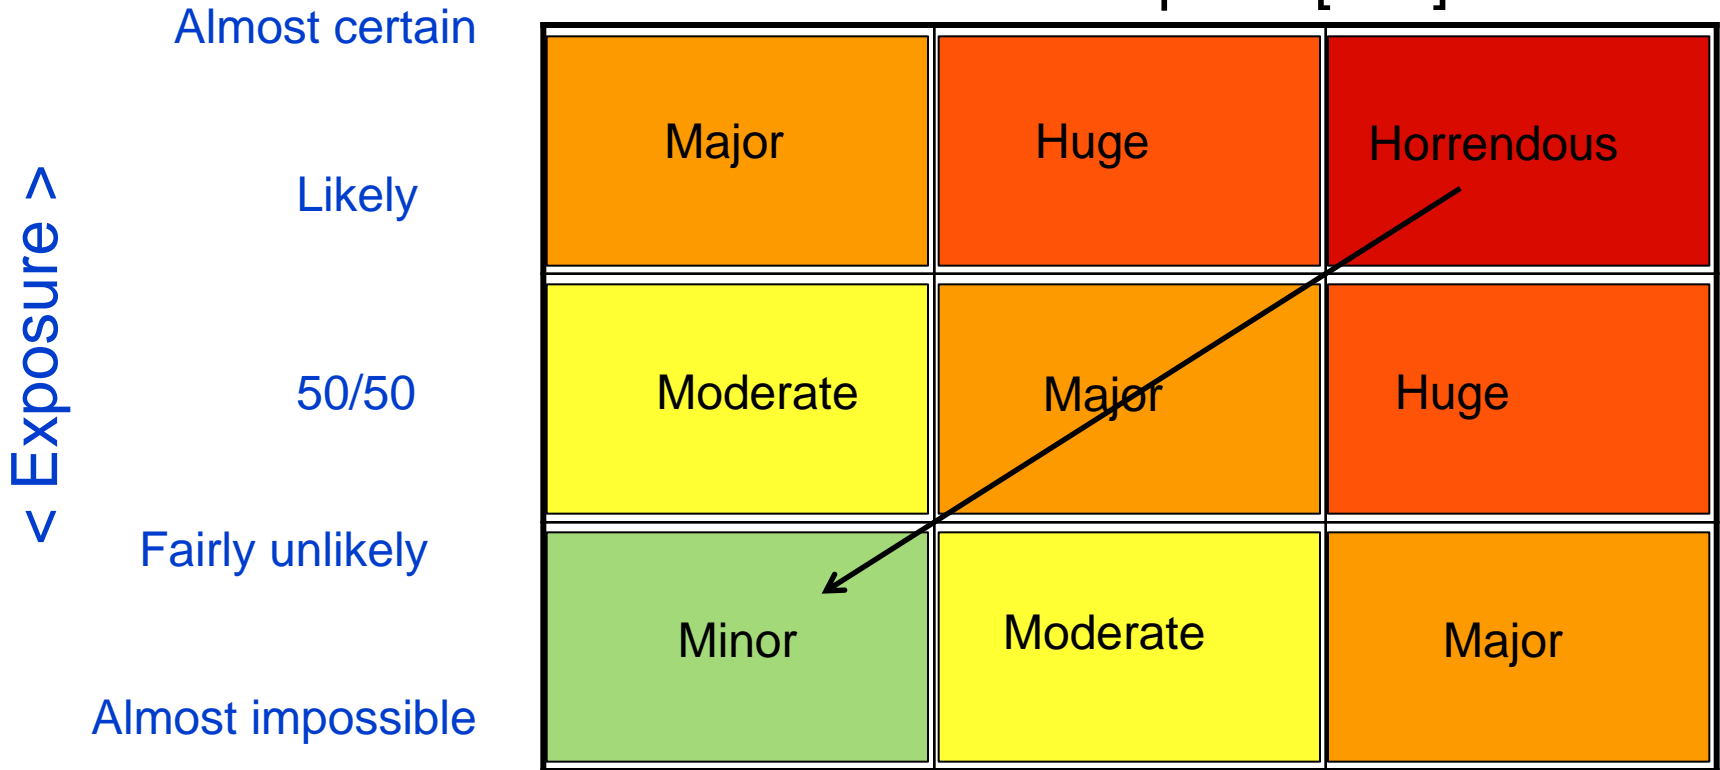 Almost certain
Major
Huge
Horrendous
Likely
< Exposure >
50/50
Moderate
Major
Huge
Fairly unlikely
Minor
Moderate
Major
Almost impossible